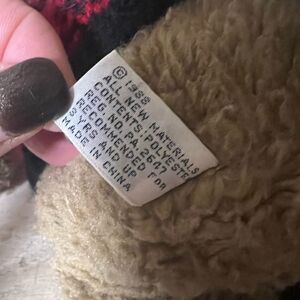 © 1988
ALL NEW MATERIALS
CONTENTS: POLYESTER
REG. NO. PA. 2647
RECOMMENDED FOR
3 YRS AND UP
MADE IN CHINA